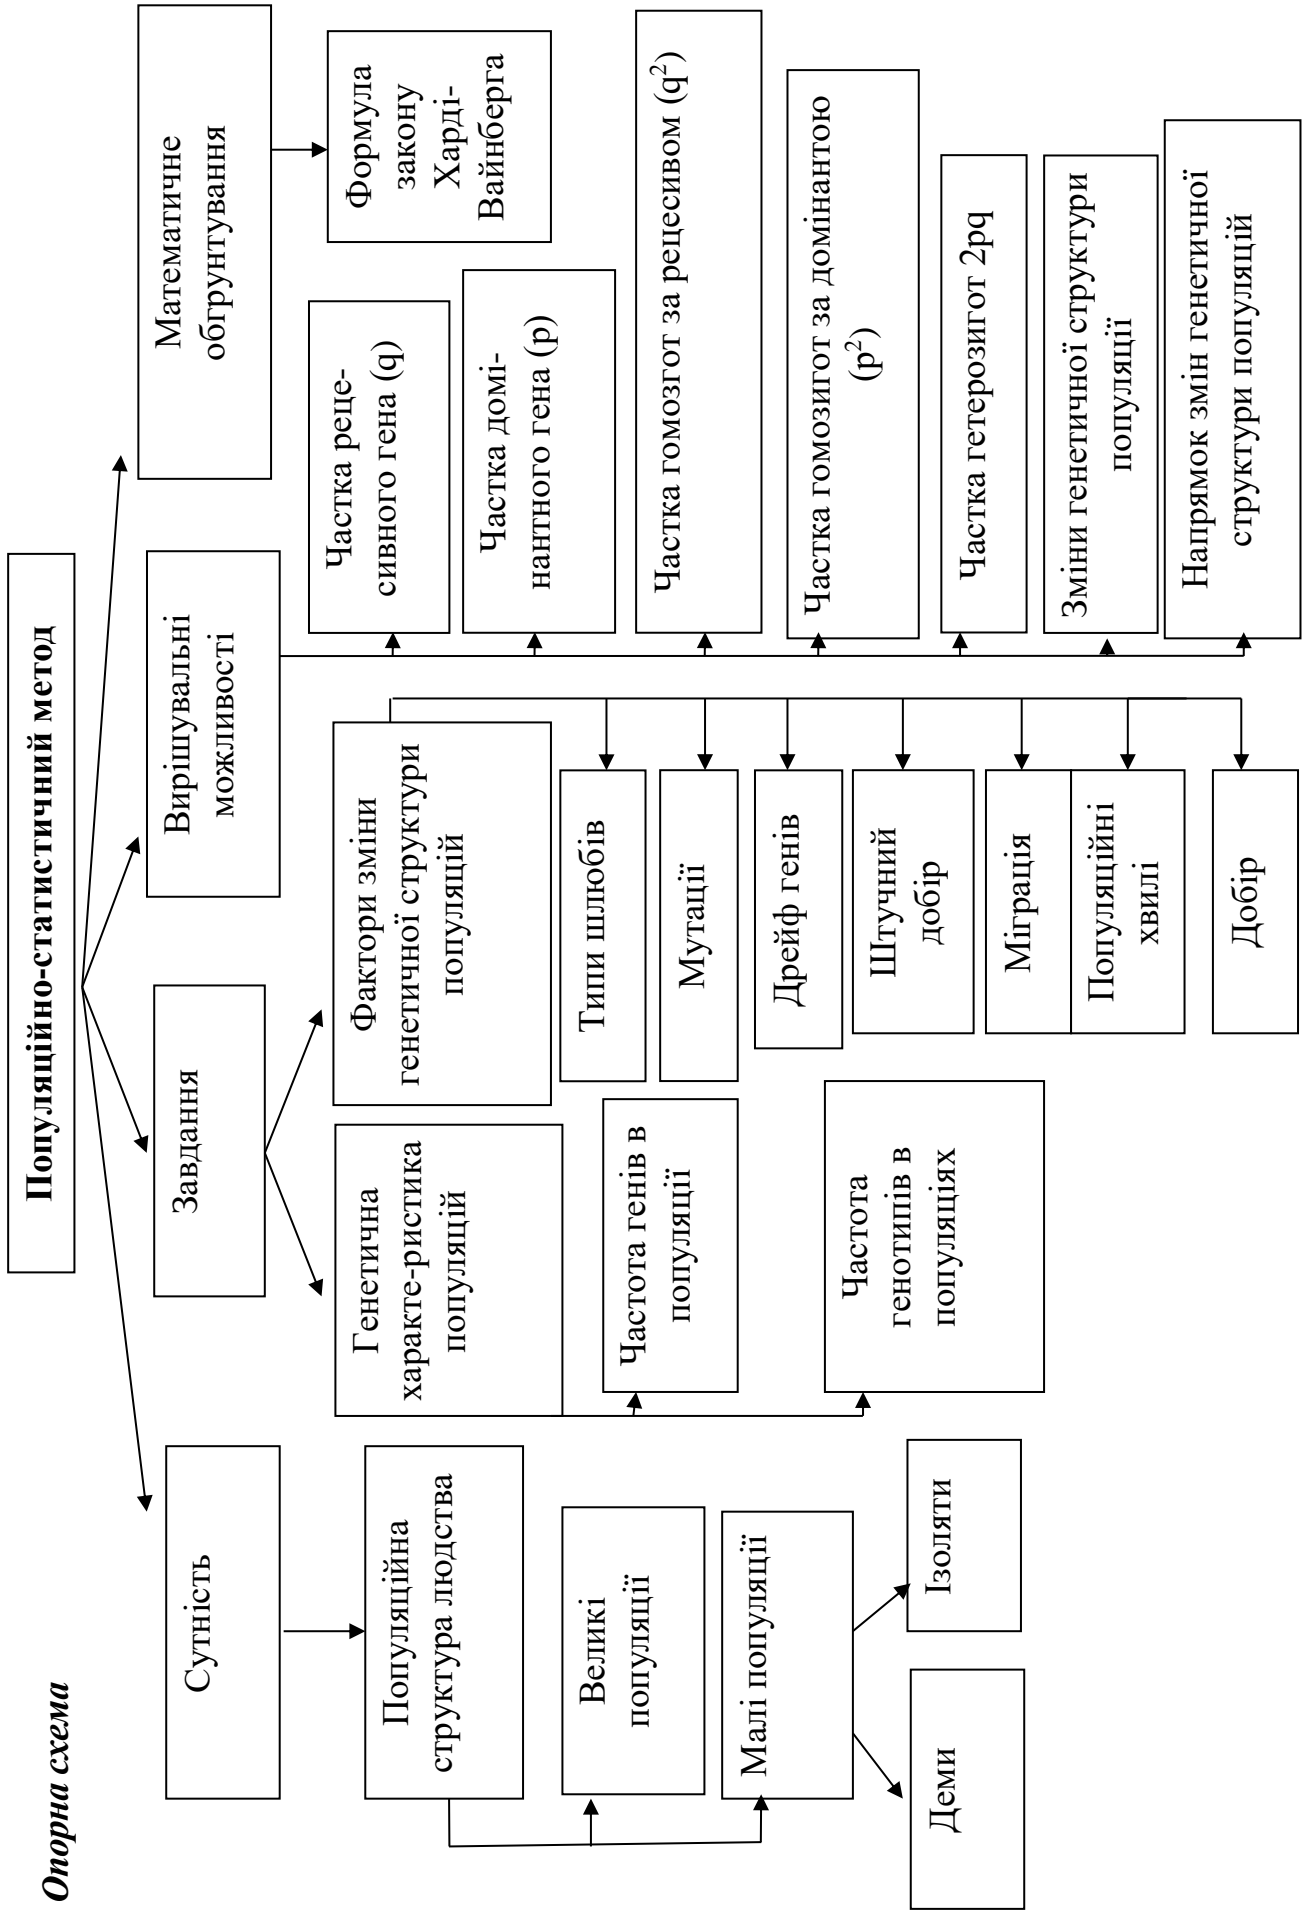 Опорна схема
Популяційно-статистичний метод
Сутність
Популяційна
структура людства
Великі
популяції
Малі популяції
Деми
Ізоляти
Завдання
Генетична
характе-ристика
популяцій
Частота генів в
популяції
Частота
генотипів в
популяціях
Фактори зміни
генетичної структури
популяцій
Типи шлюбів
Мутації
Дрейф генів
Штучний
добір
Міграція
Популяційні
хвилі
Добір
Вирішувальні
можливості
Частка реце-
сивного гена (q)
Частка домі-
нантного гена (p)
Частка гомозгот за рецесивом (q²)
Частка гомозигот за домінантою
(p²)
Частка гетерозигот 2pq
Зміни генетичної структури
популяції
Напрямок змін генетичної
структури популяцій
Математичне
обгрунтування
Формула
закону
Харді-
Вайнберга